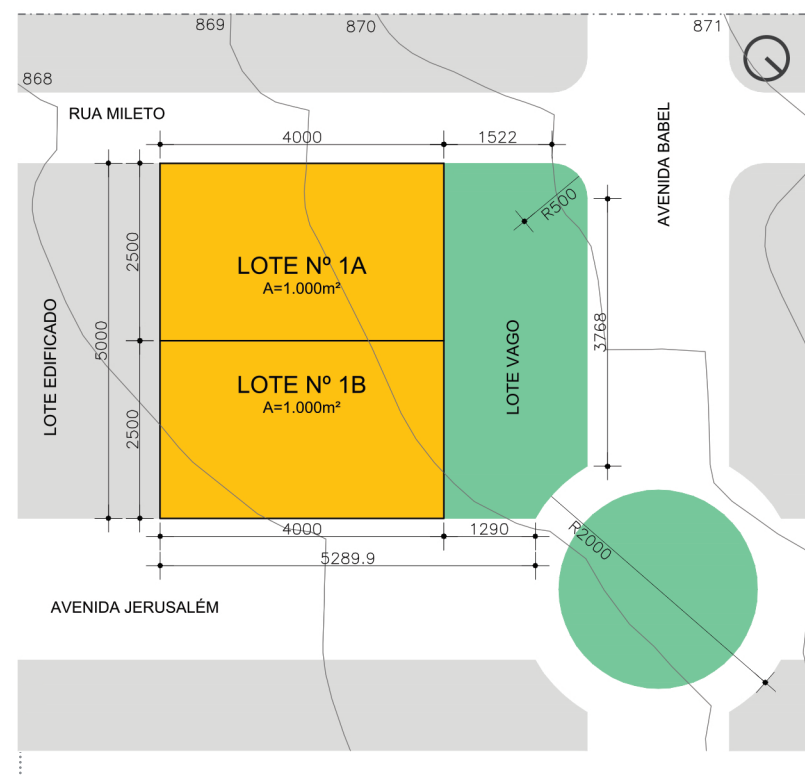 869
870
871
868
RUA MILETO
AVENIDA BABEL
4000
1522
R500
2500
5000
2500
LOTE EDIFICADO
LOTE Nº 1A
A=1.000m²
LOTE Nº 1B
A=1.000m²
LOTE VAGO
3768
4000
1290
5289.9
R2000
AVENIDA JERUSALÉM